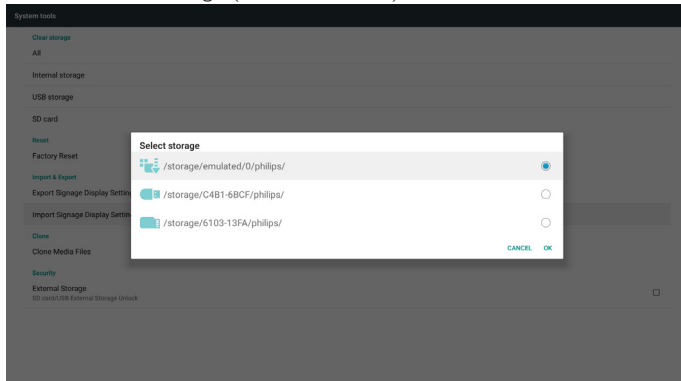 System tools
Clear storage
All
Internal storage
USB storage
SD card
Reset
Factory Reset
Import & Export
Export Signage Display Settin
Import Signage Display Settin
Clone
Clone Media Files
Security
External Storage
SD card/USB External Storage Unlock
Select storage
/storage/emulated/0/philips/
/storage/C4B1-6BCF/philips/
/storage/6103-13FA/philips/
CANCEL OK